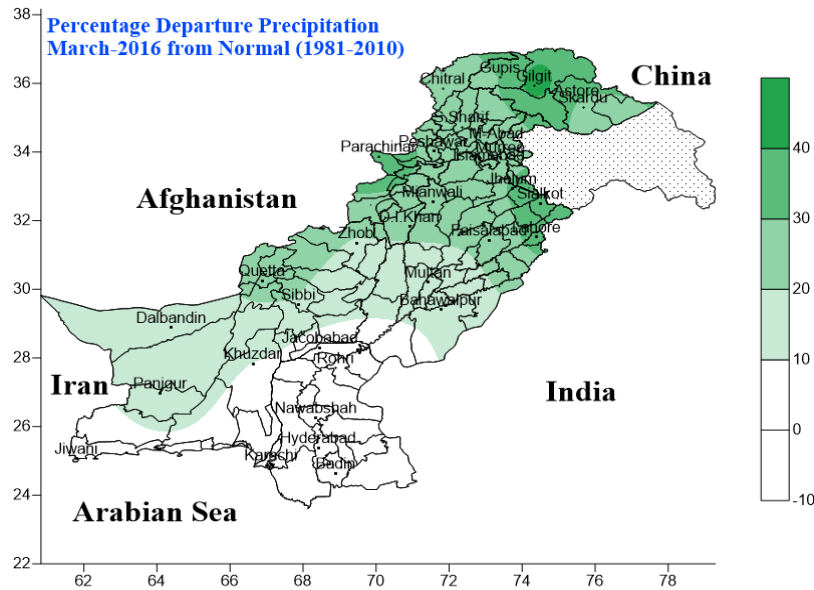 Percentage Departure Precipitation
March-2016 from Normal (1981-2010)
38
36
34
32
30
28
26
24
22
62
64
66
68
70
72
74
76
78
China
Afghanistan
Iran
India
Arabian Sea
Gupis
Gilgit
Chitral
Astore
Skardu
S.Sharif
M-Abad
Peshawar
Parachinar
Murree
Islamabad
Jhelum
Mianwali
Sialkot
D.I.Khan
Zhob
Faisalabad
Lahore
Quetta
Multan
Sibbi
Bahawalpur
Dalbandin
Jacobabad
Khuzdar
Rohri
Panjgur
Nawabshah
Hyderabad
Jiwani
Karachi
Badin
40
30
20
10
0
-10